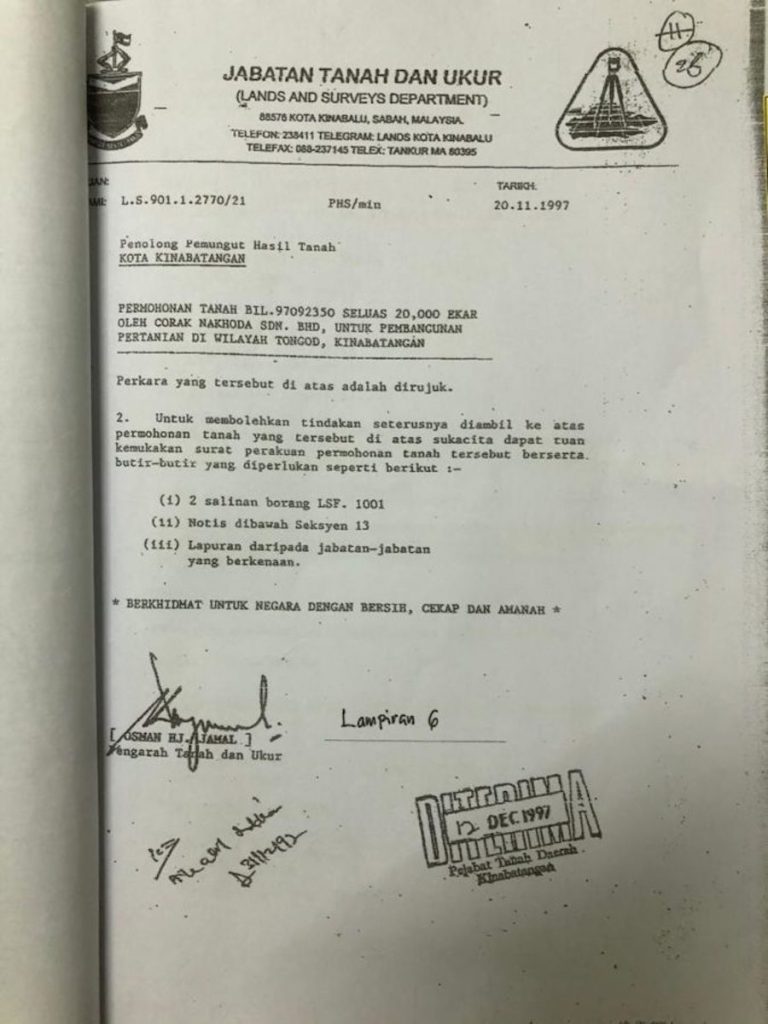 11
26
JABATAN TANAH DAN UKUR
(LANDS AND SURVEYS DEPARTMENT)
88576 KOTA KINABALU, SABAH, MALAYSIA.
TELEFON: 238411 TELEGRAM: LANDS KOTA KINABALU
TELEFAX: 088-237145 TELEX: TANKUR MA 80395
TARIKH:
L.S.901.1.2770/21 PHS/min 20.11.1997
Penolong Pemungut Hasil Tanah
KOTA KINABATANGAN
PERMOHONAN TANAH BIL.97092350 SELUAS 20,000 EKAR
OLEH CORAK NAKHODA SDN. BHD, UNTUK PEMBANGUNAN
PERTANIAN DI WILAYAH TONGOD, KINABATANGAN
Perkara yang tersebut di atas adalah dirujuk.
2. Untuk membolehkan tindakan seterusnya diambil ke atas
permohonan tanah yang tersebut di atas sukacita dapat tuan
kemukakan surat perakuan permohonan tanah tersebut berserta
butir-butir yang diperlukan seperti berikut :-
(i) 2 salinan borang LSF. 1001
(ii) Notis dibawah Seksyen 13
(iii) Lapuran daripada jabatan-jabatan
yang berkenaan.
* BERKHIDMAT UNTUK NEGARA DENGAN BERSIH, CEKAP DAN AMANAH *
[ OSMAN HJ. JAMAL ]
Pengarah Tanah dan Ukur
Lampiran 6
DITERIMA
12 DEC 1997
DITERIMA
Pejabat Tanah Daerah
Kinabatangan